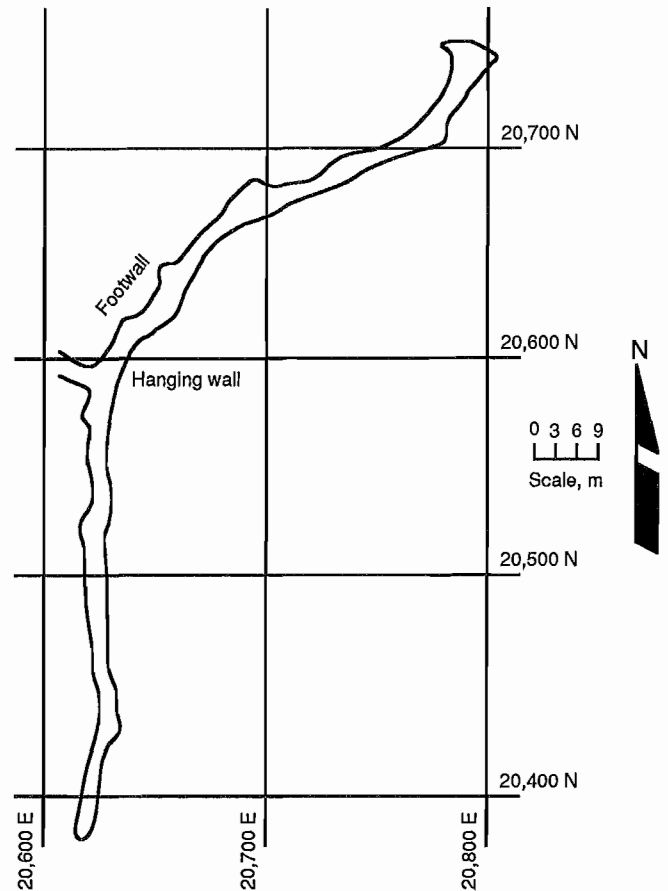 20,700 N
Footwall
20,600 N
Hanging wall
N
0 3 6 9
Scale, m
20,500 N
20,400 N
20,600 E
20,700 E
20,800 E